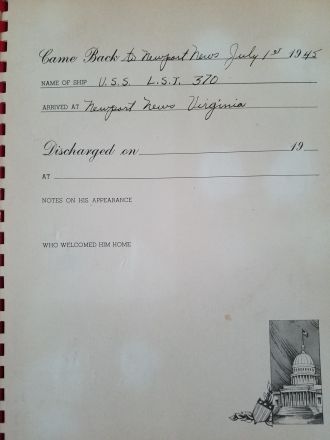 Came Back to Newport News July 1st 1945
NAME OF SHIP U.S.S. L.S.T. 370
ARRIVED AT Newport News Virginia
Discharged on 19
AT
NOTES ON HIS APPEARANCE
WHO WELCOMED HIM HOME